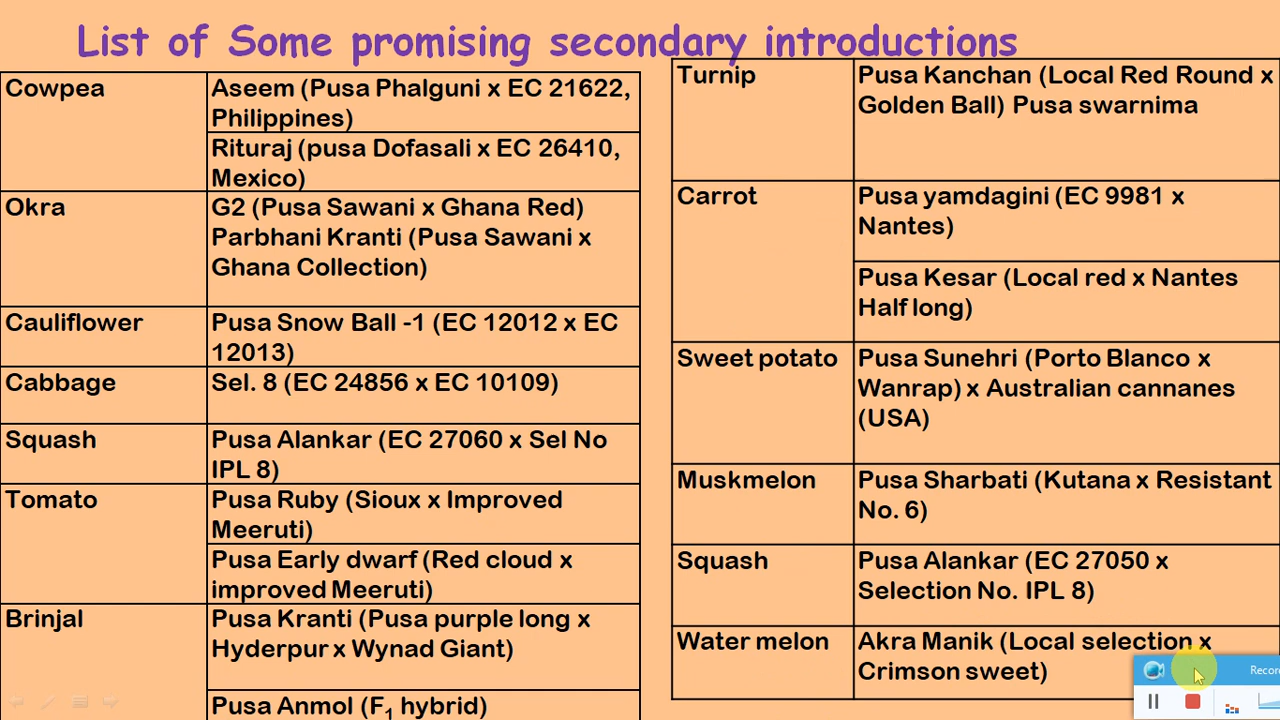 List of Some promising secondary introductions
Cowpea
Aseem (Pusa Phalguni x EC 21622,
Philippines)
Rituraj (pusa Dofasali x EC 26410,
Mexico)
Okra
G2 (Pusa Sawani x Ghana Red)
Parbhani Kranti (Pusa Sawani x
Ghana Collection)
Cauliflower
Pusa Snow Ball -1 (EC 12012 x EC
12013)
Cabbage
Sel. 8 (EC 24856 x EC 10109)
Squash
Pusa Alankar (EC 27060 x Sel No
IPL 8)
Tomato
Pusa Ruby (Sioux x Improved
Meeruti)
Pusa Early dwarf (Red cloud x
improved Meeruti)
Brinjal
Pusa Kranti (Pusa purple long x
Hyderpur x Wynad Giant)
Pusa Anmol (F1 hybrid)
Turnip
Pusa Kanchan (Local Red Round x
Golden Ball) Pusa swarnima
Carrot
Pusa yamdagini (EC 9981 x
Nantes)
Pusa Kesar (Local red x Nantes
Half long)
Sweet potato
Pusa Sunehri (Porto Blanco x
Wanrap) x Australian cannanes
(USA)
Muskmelon
Pusa Sharbati (Kutana x Resistant
No. 6)
Squash
Pusa Alankar (EC 27050 x
Selection No. IPL 8)
Water melon
Akra Manik (Local selection x
Crimson sweet)
Recor